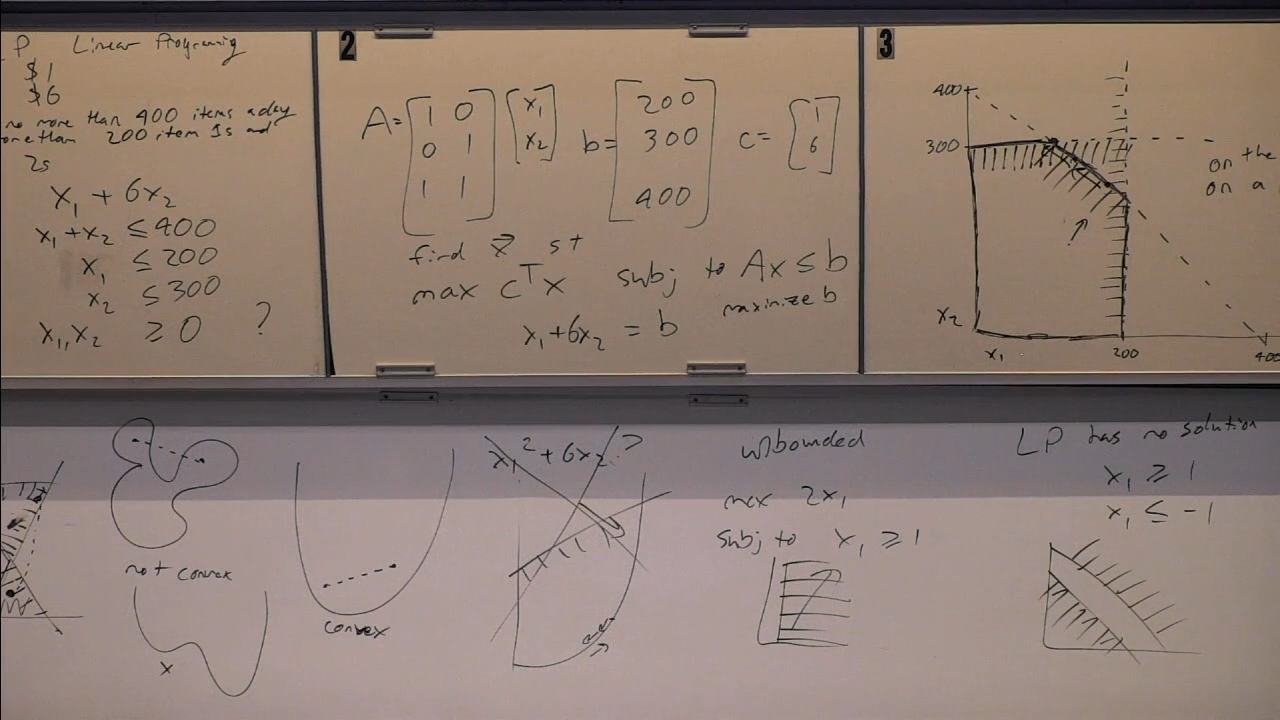 P Linear Programing
$1
$6
no more than 400 items a day
ore than 200 item 1s and
2s
x₁ + 6x₂
x₁ + x₂ ≤ 400
x₁ ≤ 200
x₂ ≤ 300
x₁, x₂ ≥ 0 ?
2
A = [1 0] [x₁] b = [200] c = [1]
[0 1] [x₂] [300] [6]
[1 1] [400]
find x⃗ st
max cᵀx subj to Ax ≤ b
maximize b
x₁ + 6x₂ = b
3
400
300
on the
on a
x₂
x₁ 200 400
not convex
x
convex
x₁² + 6x₂ ?
unbounded
max 2x₁
subj to x₁ ≥ 1
LP has no solution
x₁ ≥ 1
x₁ ≤ -1